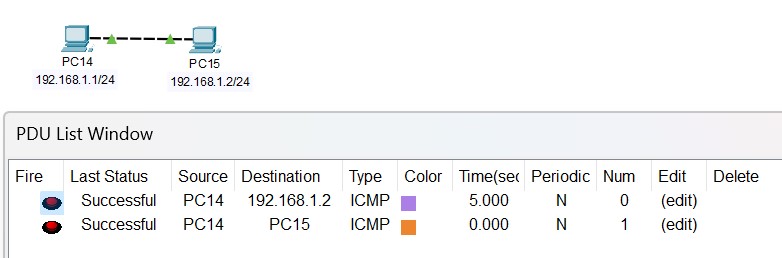 PC14
192.168.1.1/24
PC15
192.168.1.2/24
PDU List Window
Fire Last Status Source Destination Type Color Time(sec Periodic Num Edit Delete
Successful PC14 192.168.1.2 ICMP 5.000 N 0 (edit)
Successful PC14 PC15 ICMP 0.000 N 1 (edit)